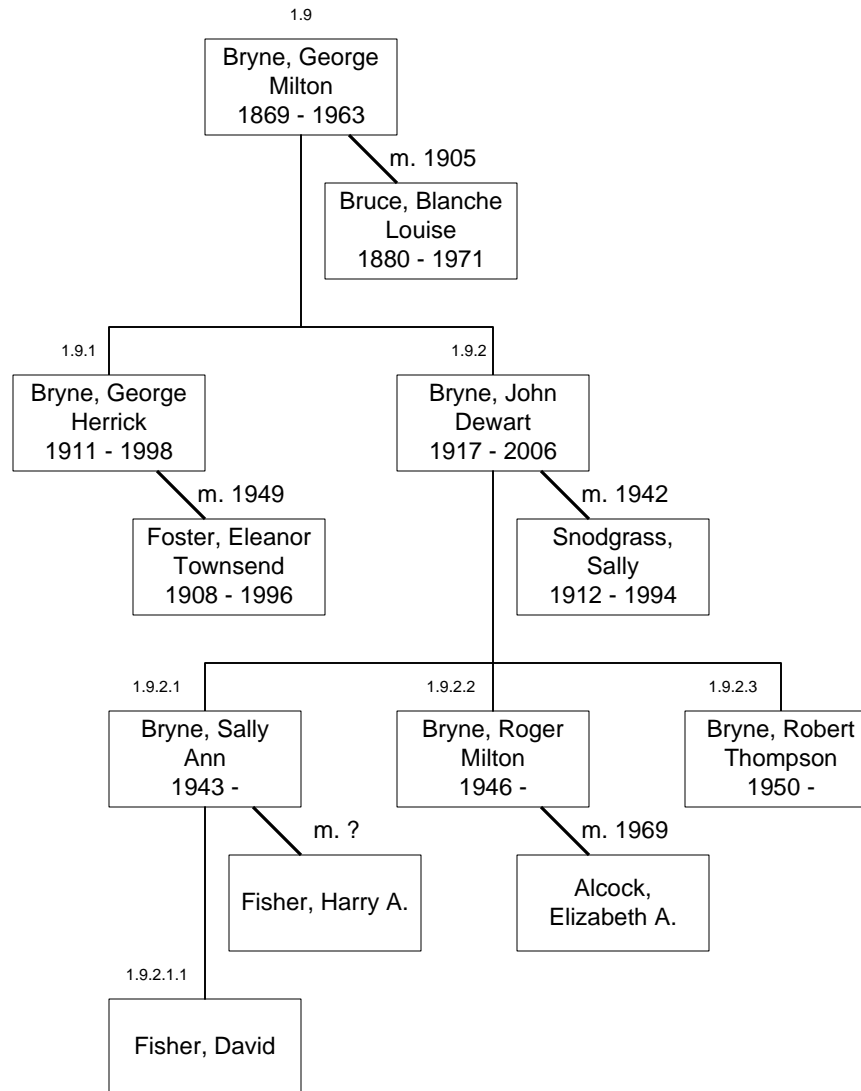 1.9
Bryne, George
Milton
1869 - 1963
m. 1905
Bruce, Blanche
Louise
1880 - 1971
1.9.1
Bryne, George
Herrick
1911 - 1998
m. 1949
Foster, Eleanor
Townsend
1908 - 1996
1.9.2
Bryne, John
Dewart
1917 - 2006
m. 1942
Snodgrass,
Sally
1912 - 1994
1.9.2.1
Bryne, Sally
Ann
1943 -
m. ?
Fisher, Harry A.
1.9.2.2
Bryne, Roger
Milton
1946 -
m. 1969
Alcock,
Elizabeth A.
1.9.2.3
Bryne, Robert
Thompson
1950 -
1.9.2.1.1
Fisher, David